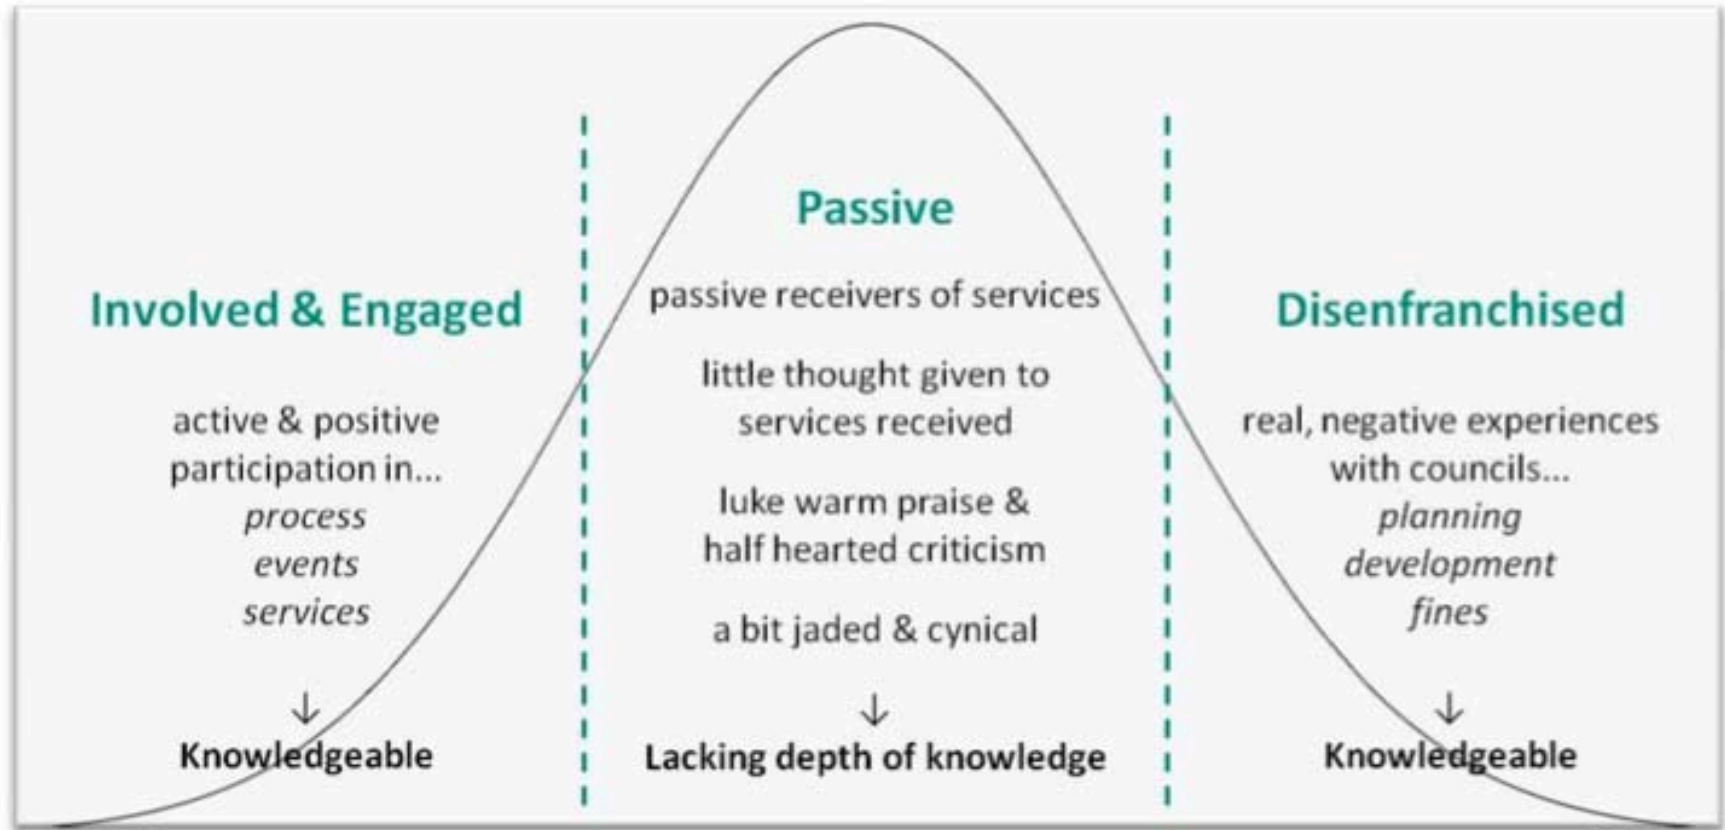 Involved & Engaged
active & positive
participation in...
process
events
services
↓
Knowledgeable
Passive
passive receivers of services
little thought given to
services received
luke warm praise &
half hearted criticism
a bit jaded & cynical
↓
Lacking depth of knowledge
Disenfranchised
real, negative experiences
with councils...
planning
development
fines
↓
Knowledgeable